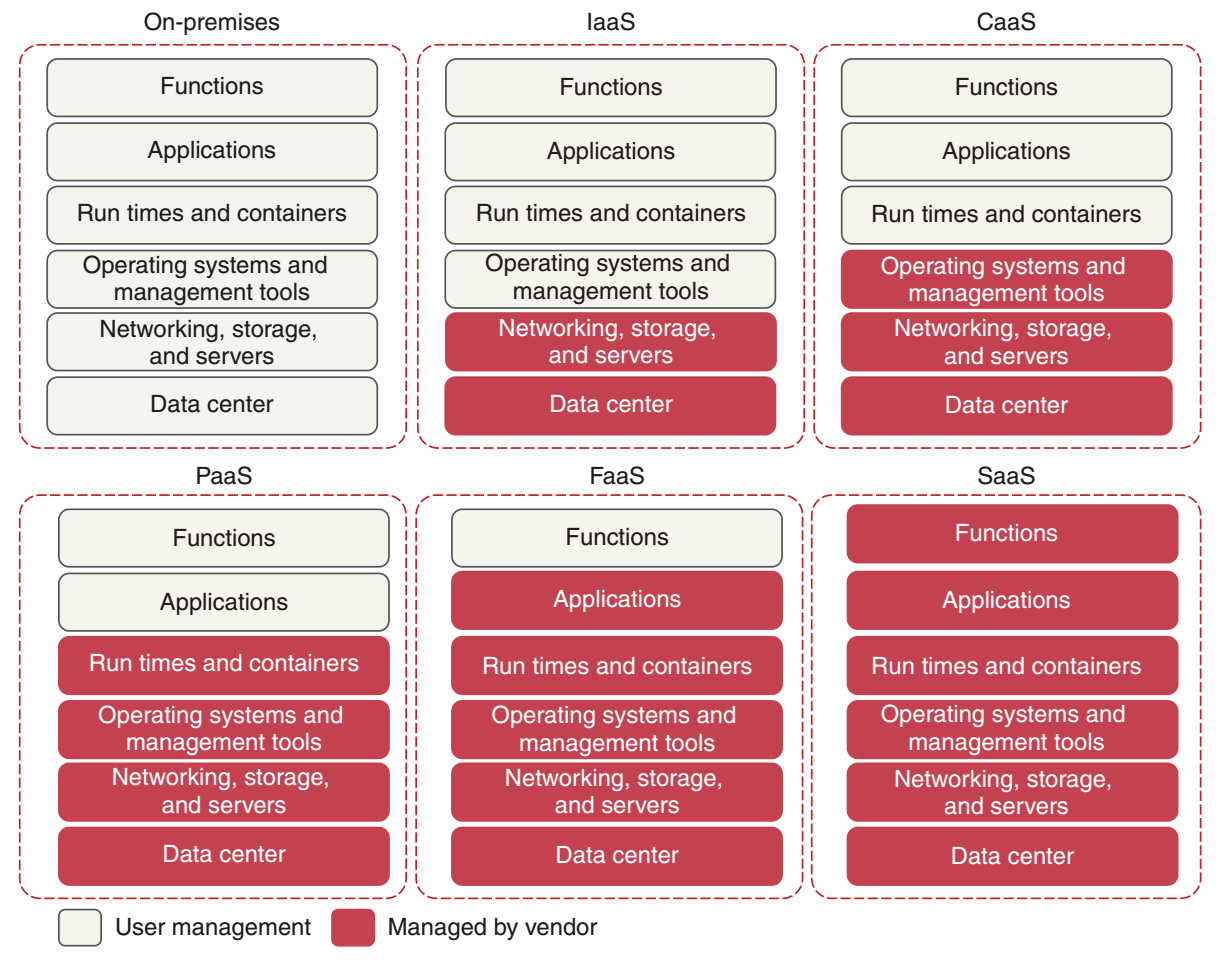 On-premises
Functions
Applications
Run times and containers
Operating systems and
management tools
Networking, storage,
and servers
Data center
IaaS
Functions
Applications
Run times and containers
Operating systems and
management tools
Networking, storage,
and servers
Data center
CaaS
Functions
Applications
Run times and containers
Operating systems and
management tools
Networking, storage,
and servers
Data center
PaaS
Functions
Applications
Run times and containers
Operating systems and
management tools
Networking, storage,
and servers
Data center
FaaS
Functions
Applications
Run times and containers
Operating systems and
management tools
Networking, storage,
and servers
Data center
SaaS
Functions
Applications
Run times and containers
Operating systems and
management tools
Networking, storage,
and servers
Data center
User management
Managed by vendor